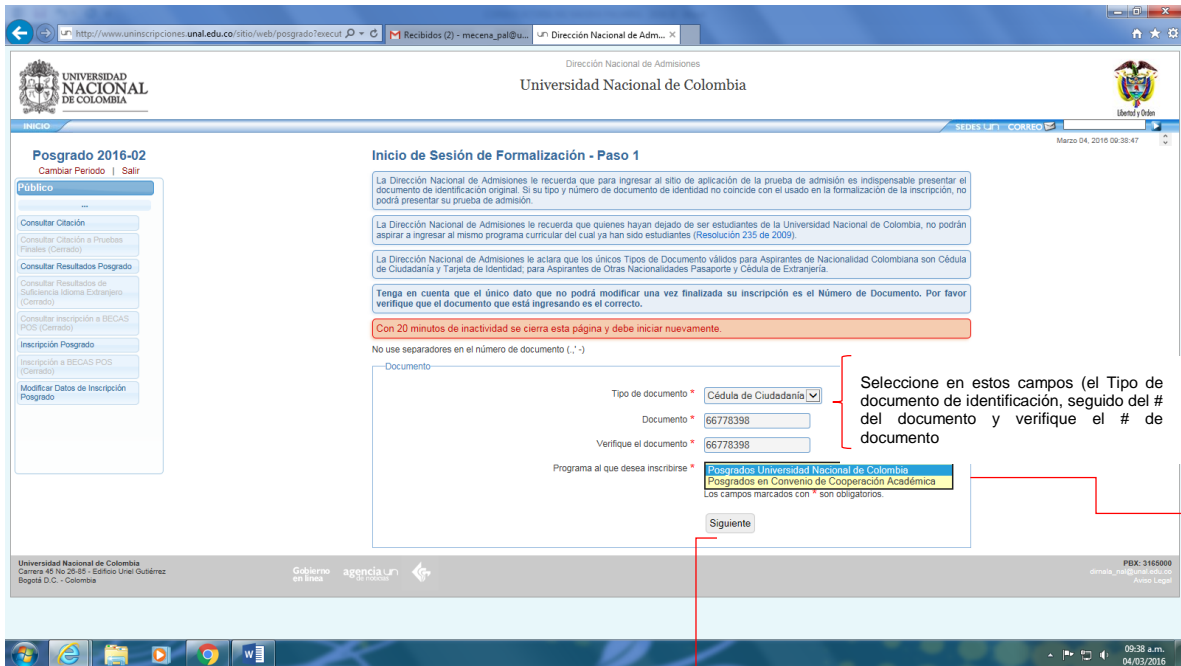 http://www.uninscripciones.unal.edu.co/sitio/web/posgrado?execut
Recibidos (2) - mecena_pal@u...
Dirección Nacional de Adm...
UNIVERSIDAD
NACIONAL
DE COLOMBIA
Dirección Nacional de Admisiones
Universidad Nacional de Colombia
Libertad y Orden
INICIO
SEDES UN CORREO
Marzo 04, 2016 09:38:47
Posgrado 2016-02
Cambiar Periodo | Salir
Público
...
Consultar Citación
Consultar Citación a Pruebas
Finales (Cerrado)
Consultar Resultados Posgrado
Consultar Resultados de
Suficiencia Idioma Extranjero
(Cerrado)
Consultar inscripción a BECAS
POS (Cerrado)
Inscripción Posgrado
Inscripción a BECAS POS
(Cerrado)
Modificar Datos de Inscripción
Posgrado
Inicio de Sesión de Formalización - Paso 1
La Dirección Nacional de Admisiones le recuerda que para ingresar al sitio de aplicación de la prueba de admisión es indispensable presentar el
documento de identificación original. Si su tipo y número de documento de identidad no coincide con el usado en la formalización de la inscripción, no
podrá presentar su prueba de admisión.
La Dirección Nacional de Admisiones le recuerda que quienes hayan dejado de ser estudiantes de la Universidad Nacional de Colombia, no podrán
aspirar a ingresar al mismo programa curricular del cual ya han sido estudiantes (Resolución 235 de 2009).
La Dirección Nacional de Admisiones le aclara que los únicos Tipos de Documento válidos para Aspirantes de Nacionalidad Colombiana son Cédula
de Ciudadanía y Tarjeta de Identidad; para Aspirantes de Otras Nacionalidades Pasaporte y Cédula de Extranjería.
Tenga en cuenta que el único dato que no podrá modificar una vez finalizada su inscripción es el Número de Documento. Por favor
verifique que el documento que está ingresando es el correcto.
Con 20 minutos de inactividad se cierra esta página y debe iniciar nuevamente.
No use separadores en el número de documento (.,' -)
Documento
Tipo de documento * Cédula de Ciudadanía
Documento * 66778398
Verifique el documento * 66778398
Programa al que desea inscribirse * Posgrados Universidad Nacional de Colombia
Posgrados en Convenio de Cooperación Académica
Los campos marcados con * son obligatorios.
Siguiente
Seleccione en estos campos (el Tipo de
documento de identificación, seguido del #
del documento y verifique el # de
documento
Universidad Nacional de Colombia
Carrera 45 No 26-85 - Edificio Uriel Gutiérrez
Bogotá D.C. - Colombia
Gobierno
en línea
agencia un
de noticias
PBX: 3165000
dirnala_nal@unal.edu.co
Aviso Legal
09:38 a.m.
04/03/2016